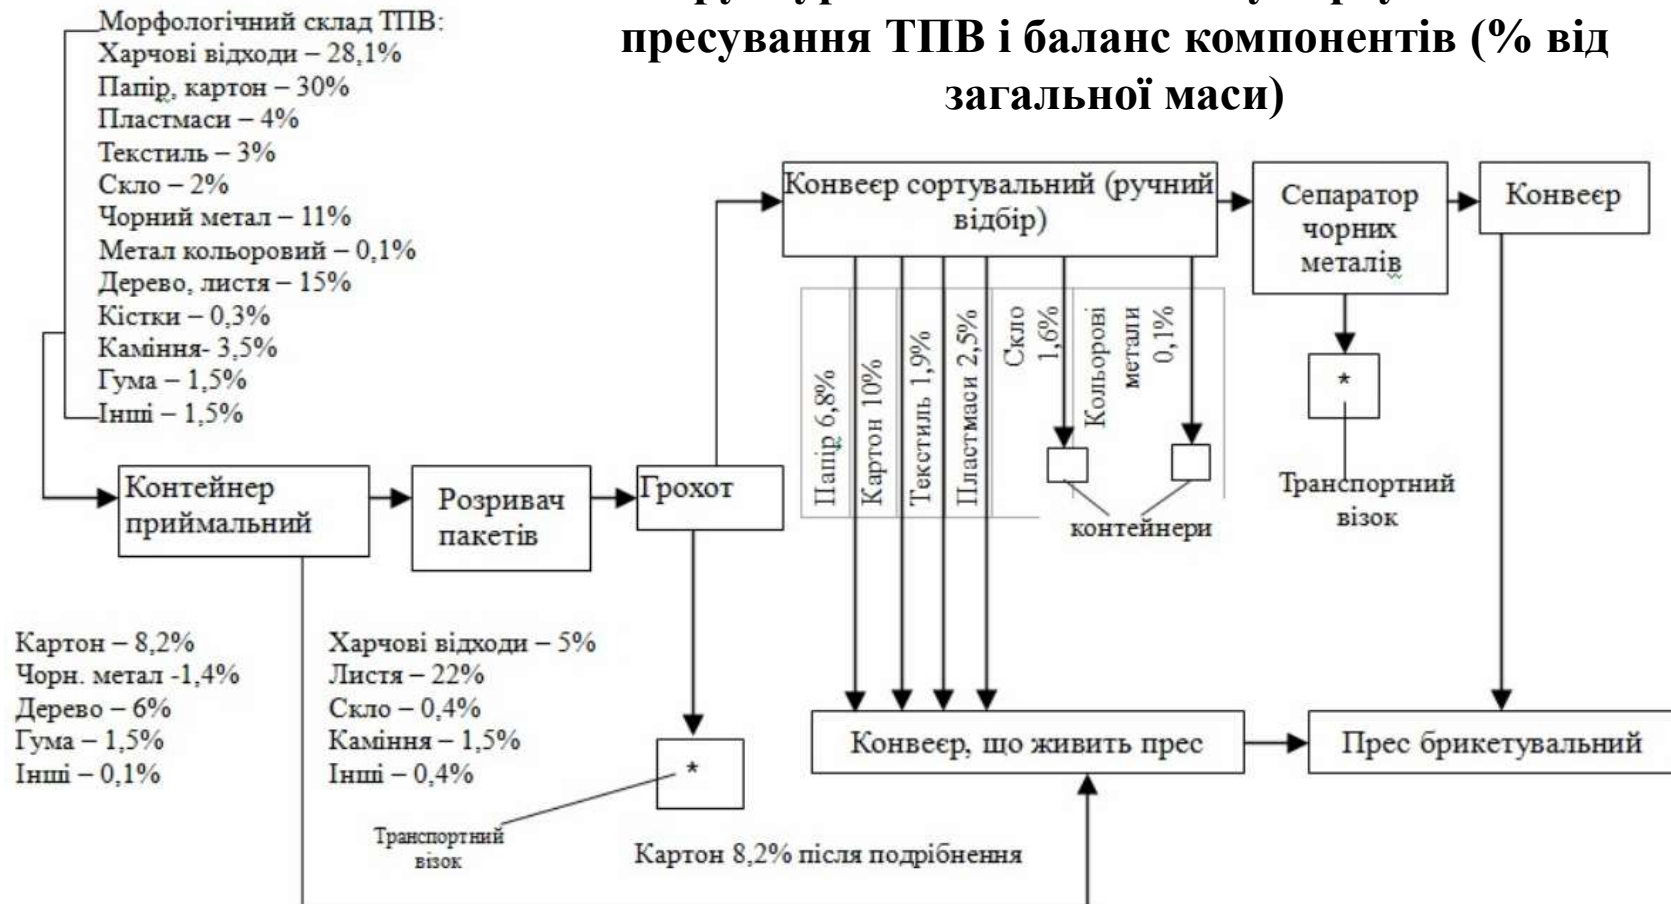 пресування ТПВ і баланс компонентів (% від
загальної маси)
Морфологічний склад ТПВ:
Харчові відходи – 28,1%
Папір, картон – 30%
Пластмаси – 4%
Текстиль – 3%
Скло – 2%
Чорний метал – 11%
Метал кольоровий – 0,1%
Дерево, листя – 15%
Кістки – 0,3%
Каміння- 3,5%
Гума – 1,5%
Інші – 1,5%
Конвеєр сортувальний (ручний
відбір)
Сепаратор
чорних
металів
Конвеєр
Папір 6,8%
Картон 10%
Текстиль 1,9%
Пластмаси 2,5%
Скло
1,6%
Кольорові
метали
0,1%
*
Транспортний
візок
контейнери
Контейнер
приймальний
Розривач
пакетів
Грохот
Картон – 8,2%
Чорн. метал -1,4%
Дерево – 6%
Гума – 1,5%
Інші – 0,1%
Харчові відходи – 5%
Листя – 22%
Скло – 0,4%
Каміння – 1,5%
Інші – 0,4%
*
Транспортний
візок
Конвеєр, що живить прес
Прес брикетувальний
Картон 8,2% після подрібнення